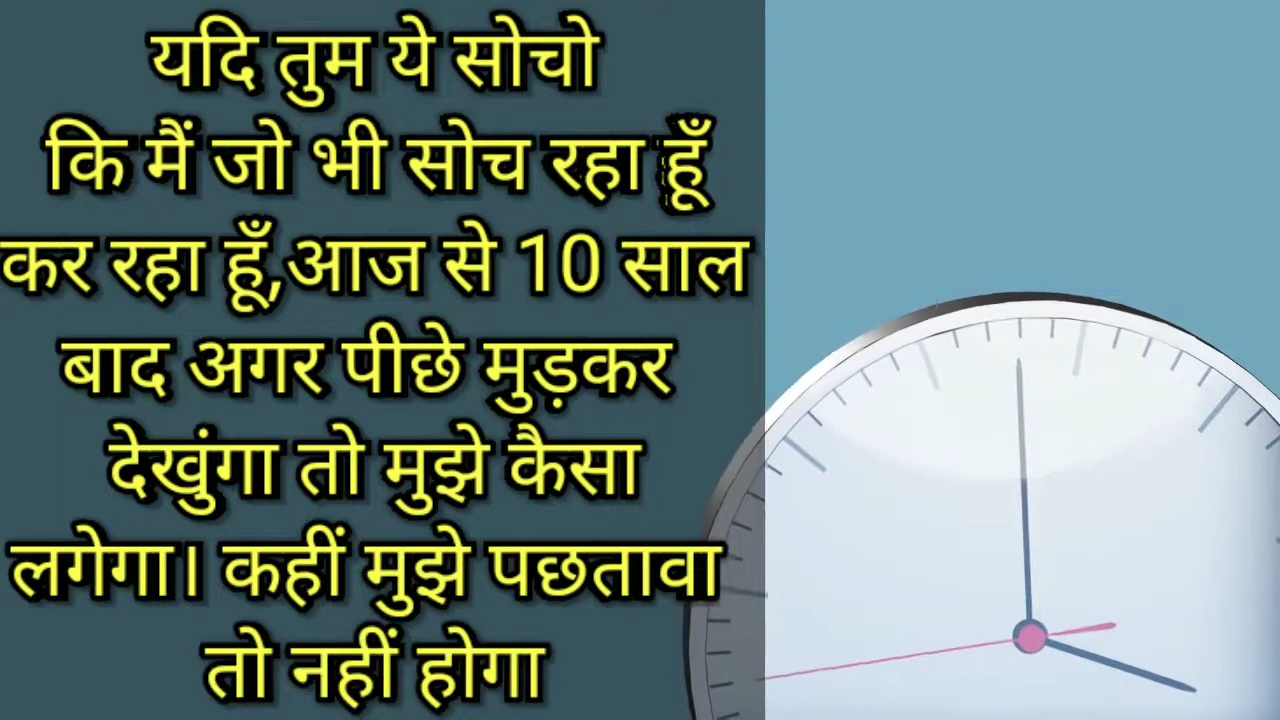 यदि तुम ये सोचो
कि मैं जो भी सोच रहा हूँ
कर रहा हूँ,आज से 10 साल
बाद अगर पीछे मुड़कर
देखुंगा तो मुझे कैसा
लगेगा। कहीं मुझे पछतावा
तो नहीं होगा